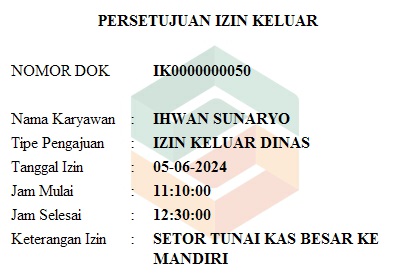 PERSETUJUAN IZIN KELUAR
NOMOR DOK IK0000000050
Nama Karyawan : IHWAN SUNARYO
Tipe Pengajuan : IZIN KELUAR DINAS
Tanggal Izin : 05-06-2024
Jam Mulai : 11:10:00
Jam Selesai : 12:30:00
Keterangan Izin : SETOR TUNAI KAS BESAR KE
MANDIRI